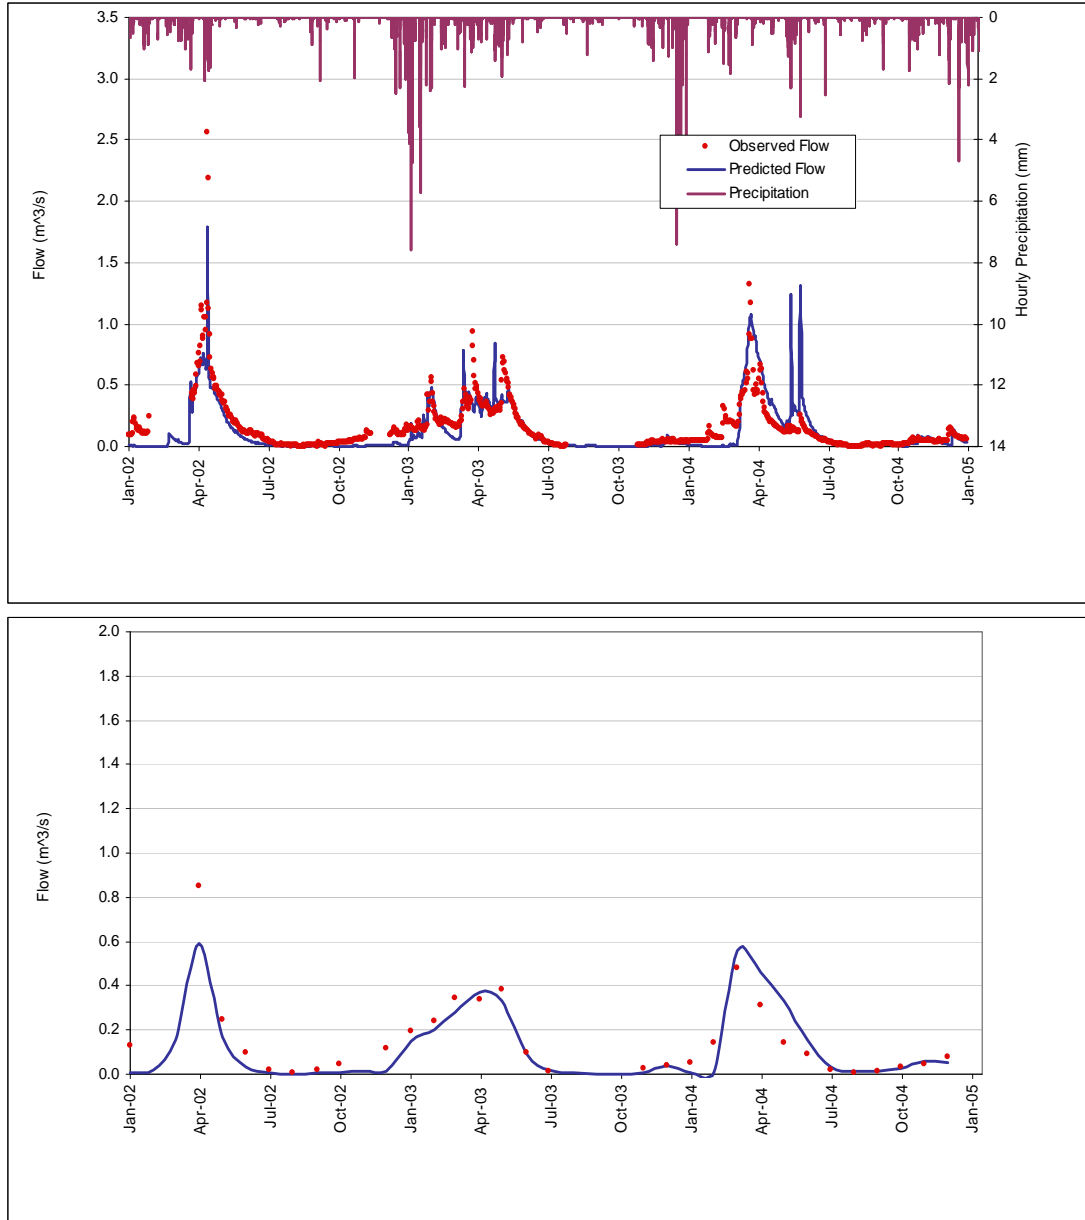 3.5
3.0
2.5
2.0
1.5
1.0
0.5
0.0
Flow (m^3/s)
0
2
4
6
8
10
12
14
Hourly Precipitation (mm)
Observed Flow
Predicted Flow
Precipitation
Jan-02
Apr-02
Jul-02
Oct-02
Jan-03
Apr-03
Jul-03
Oct-03
Jan-04
Apr-04
Jul-04
Oct-04
Jan-05
2.0
1.8
1.6
1.4
1.2
1.0
0.8
0.6
0.4
0.2
0.0
Flow (m^3/s)
Jan-02
Apr-02
Jul-02
Oct-02
Jan-03
Apr-03
Jul-03
Oct-03
Jan-04
Apr-04
Jul-04
Oct-04
Jan-05